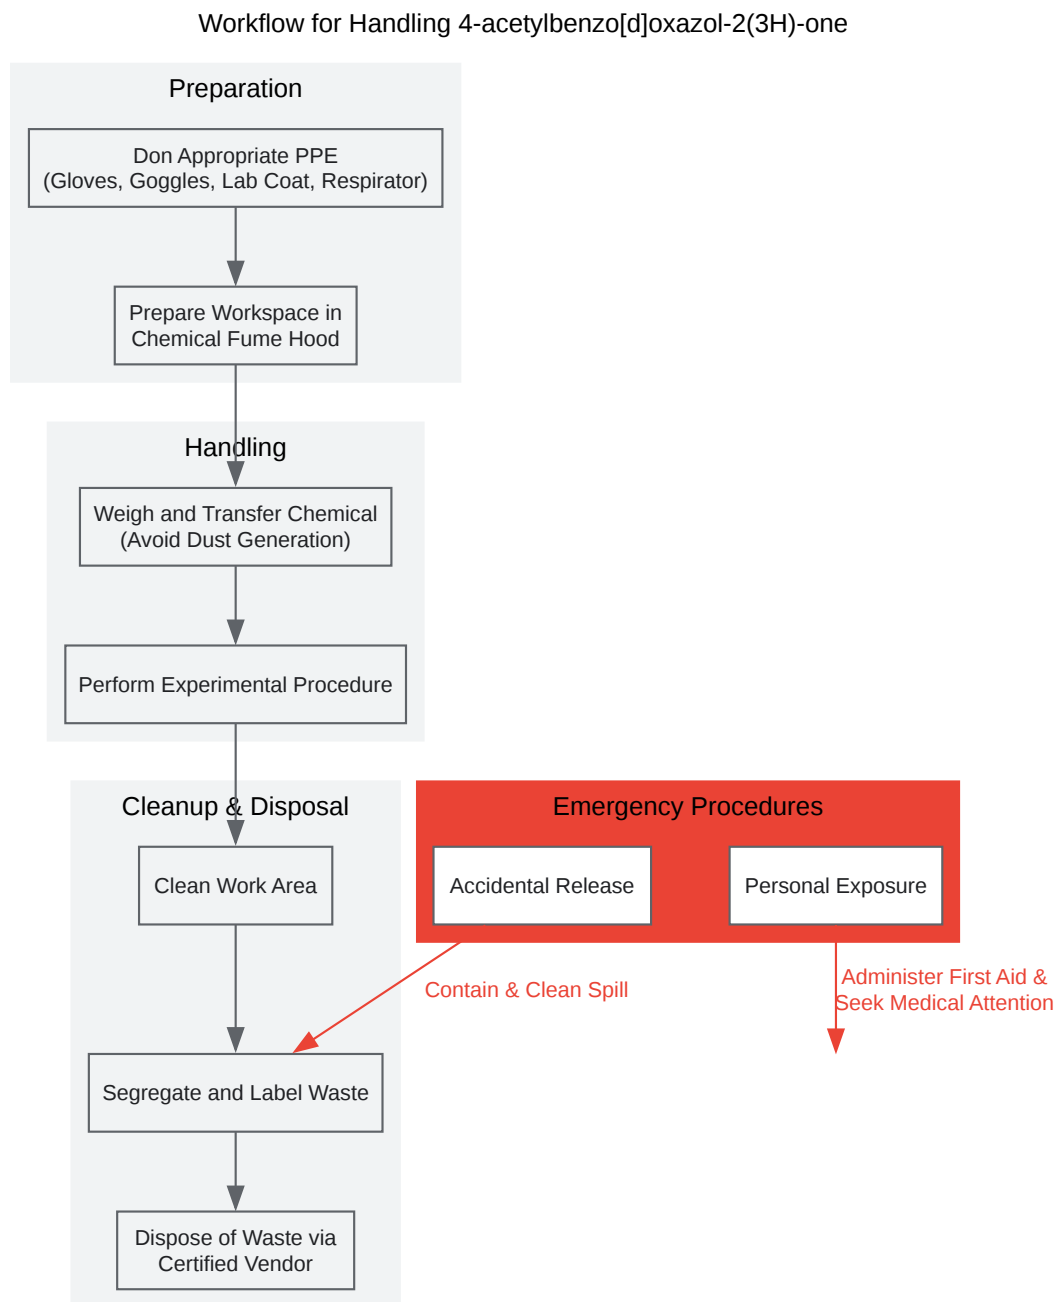 Workflow for Handling 4-acetylbenzo[d]oxazol-2(3H)-one
Preparation
Don Appropriate PPE
(Gloves, Goggles, Lab Coat, Respirator)
Prepare Workspace in
Chemical Fume Hood
Handling
Weigh and Transfer Chemical
(Avoid Dust Generation)
Perform Experimental Procedure
Cleanup & Disposal
Emergency Procedures
Clean Work Area
Accidental Release
Personal Exposure
Contain & Clean Spill
Administer First Aid &
Seek Medical Attention
Segregate and Label Waste
Dispose of Waste via
Certified Vendor